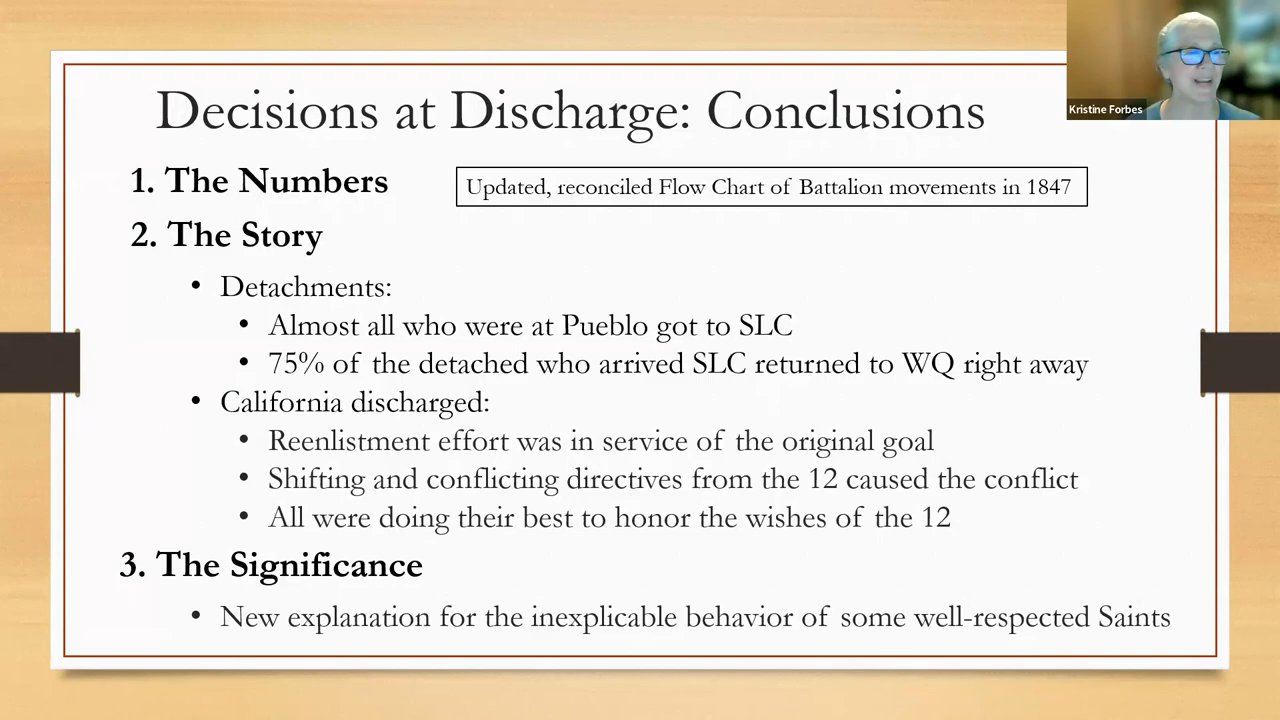 Decisions at Discharge: Conclusions
Kristine Forbes
1. The Numbers
Updated, reconciled Flow Chart of Battalion movements in 1847
2. The Story
• Detachments:
• Almost all who were at Pueblo got to SLC
• 75% of the detached who arrived SLC returned to WQ right away
• California discharged:
• Reenlistment effort was in service of the original goal
• Shifting and conflicting directives from the 12 caused the conflict
• All were doing their best to honor the wishes of the 12
3. The Significance
• New explanation for the inexplicable behavior of some well-respected Saints